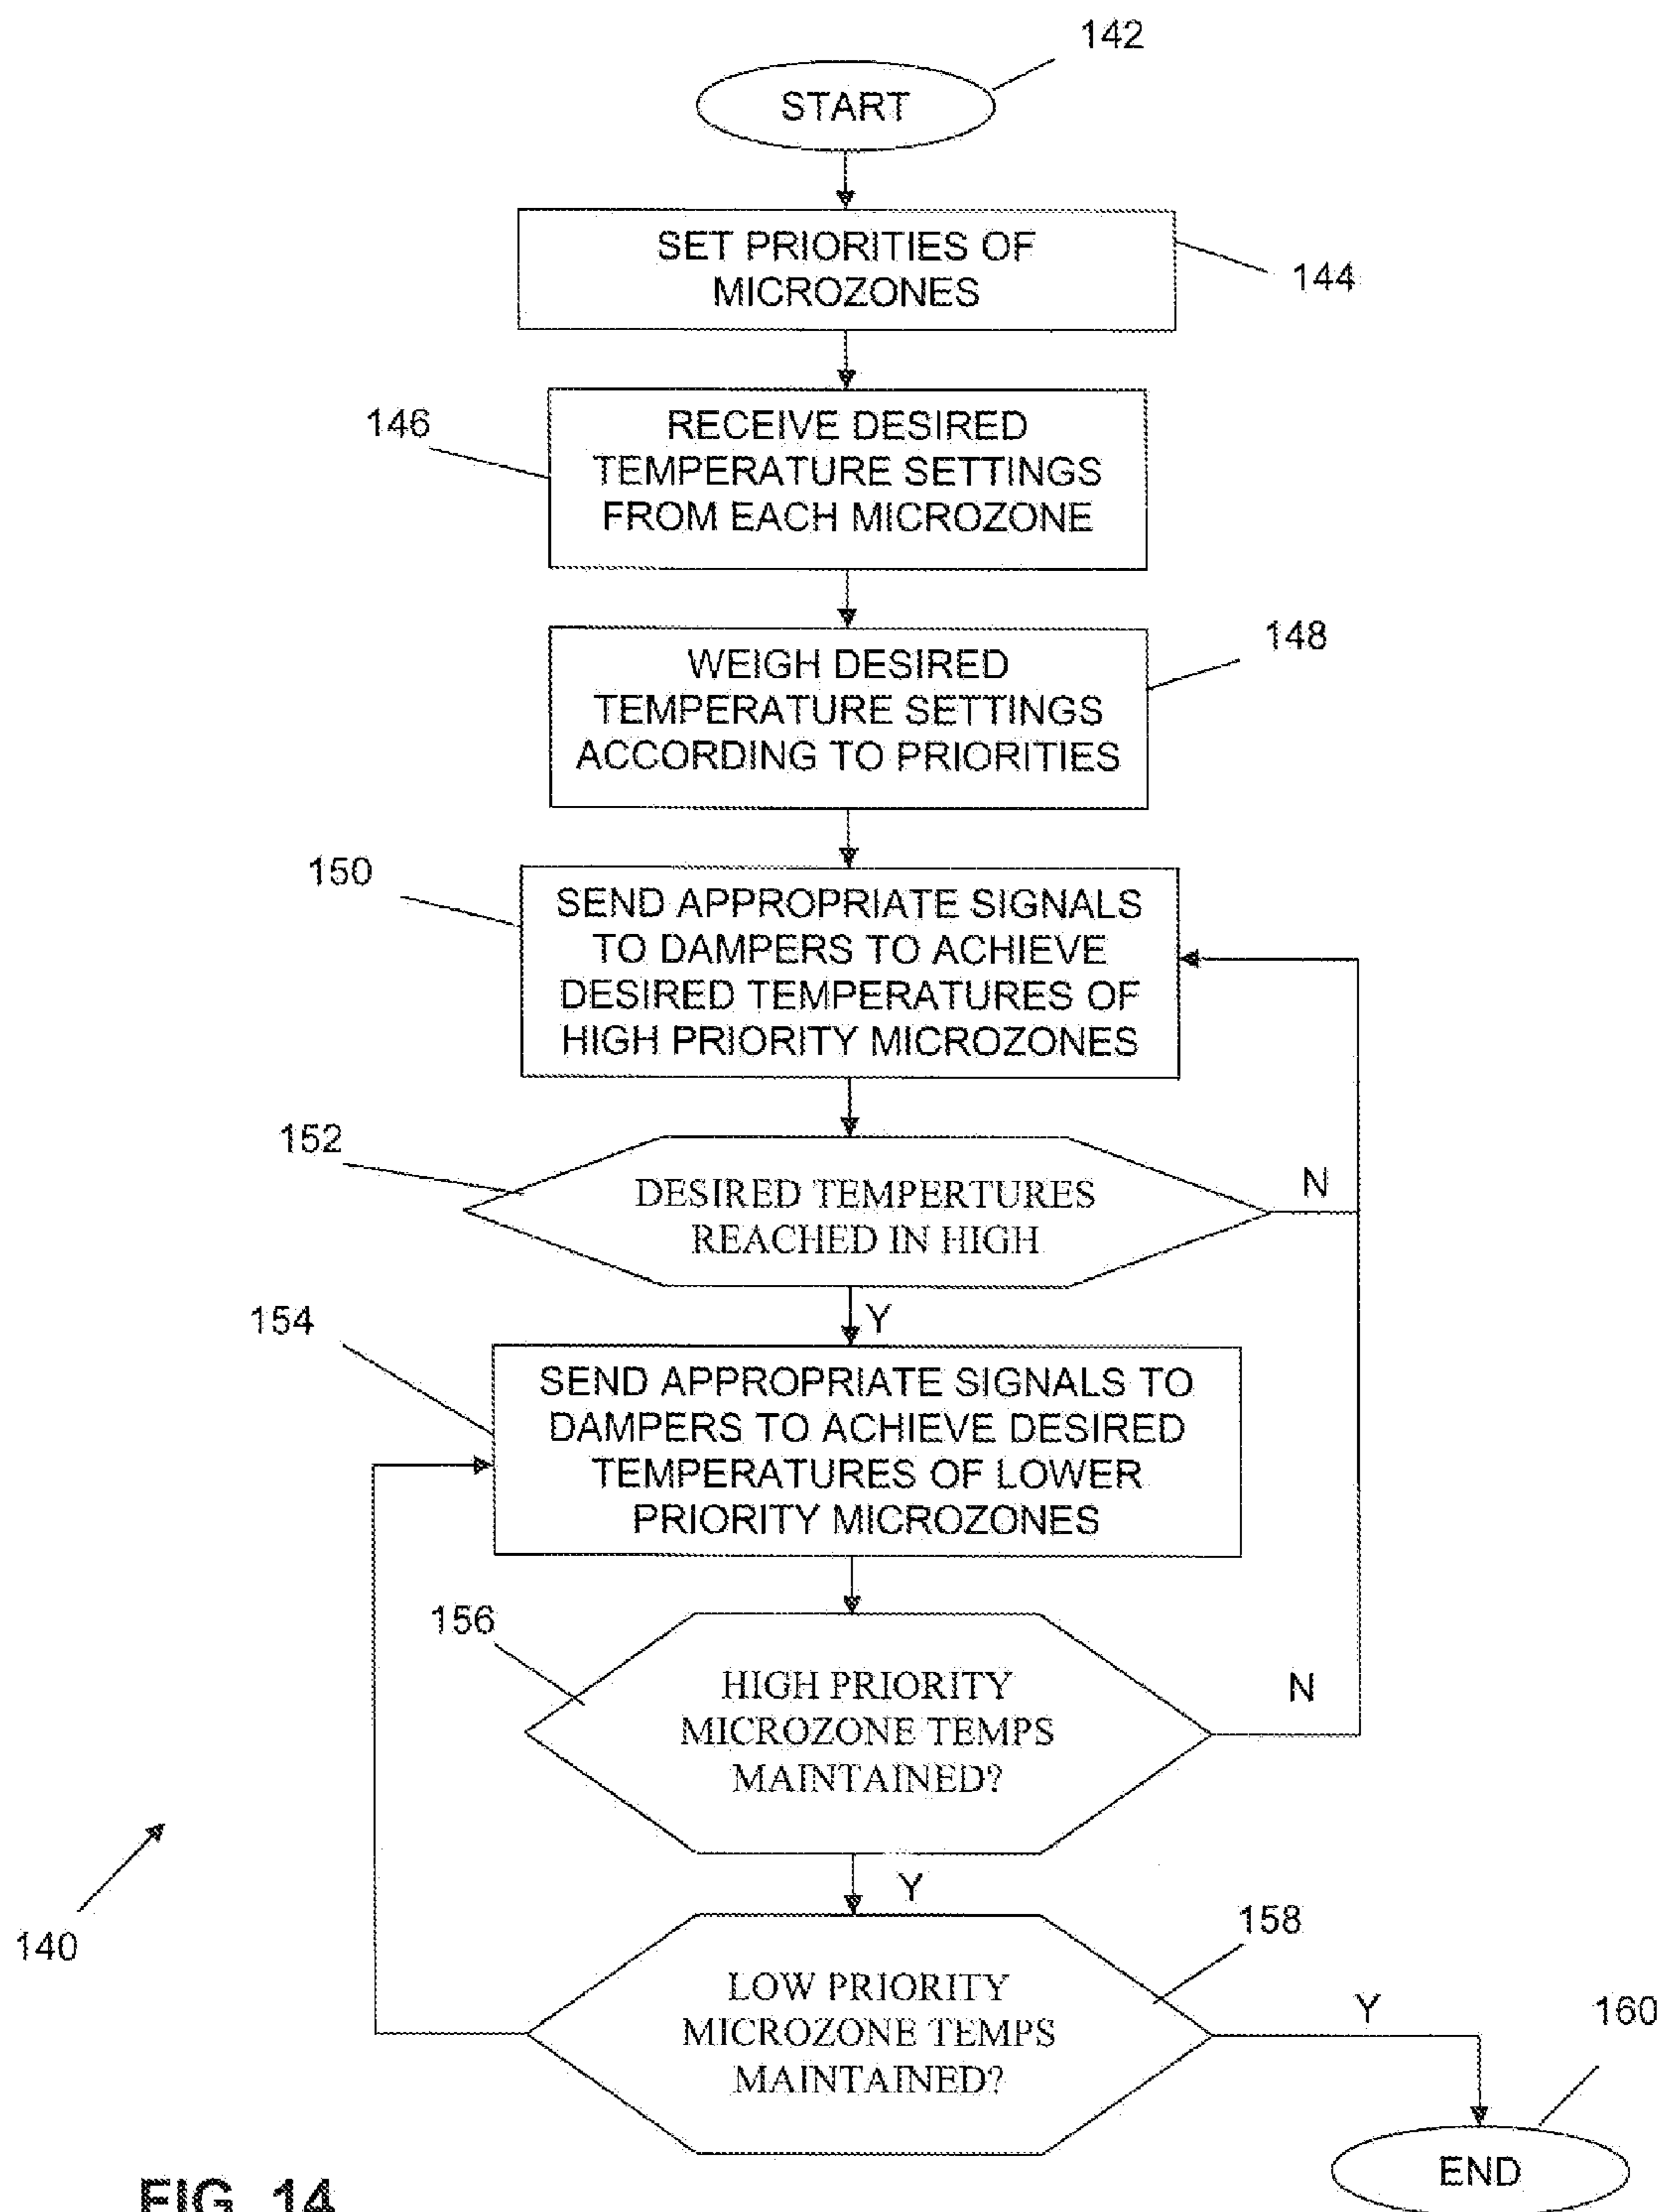 142
START
SET PRIORITIES OF
MICROZONES
144
146
RECEIVE DESIRED
TEMPERATURE SETTINGS
FROM EACH MICROZONE
148
WEIGH DESIRED
TEMPERATURE SETTINGS
ACCORDING TO PRIORITIES
150
SEND APPROPRIATE SIGNALS
TO DAMPERS TO ACHIEVE
DESIRED TEMPERATURES OF
HIGH PRIORITY MICROZONES
152
DESIRED TEMPERTURES
REACHED IN HIGH
N
Y
154
SEND APPROPRIATE SIGNALS TO
DAMPERS TO ACHIEVE DESIRED
TEMPERATURES OF LOWER
PRIORITY MICROZONES
156
HIGH PRIORITY
MICROZONE TEMPS
MAINTAINED?
N
Y
140
158
LOW PRIORITY
MICROZONE TEMPS
MAINTAINED?
Y
160
END
FIG. 14